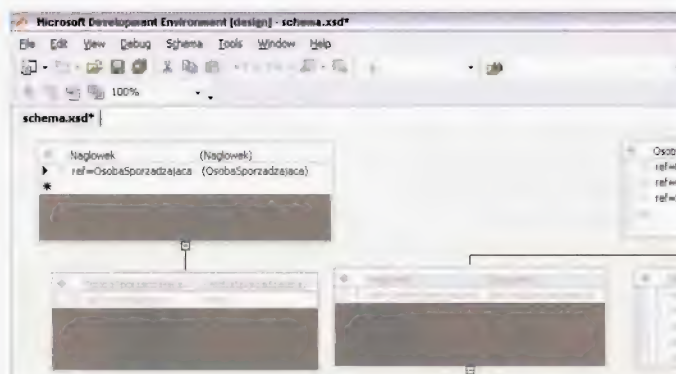 Microsoft Development Environment [design] - schema.xsd*
File Edit View Debug Schema Tools Window Help
100%
schema.xsd*
Naglowek (Naglowek)
ref=OsobaSporzadzajaca (OsobaSporzadzajaca)
Osob
ref=
ref=
ref=